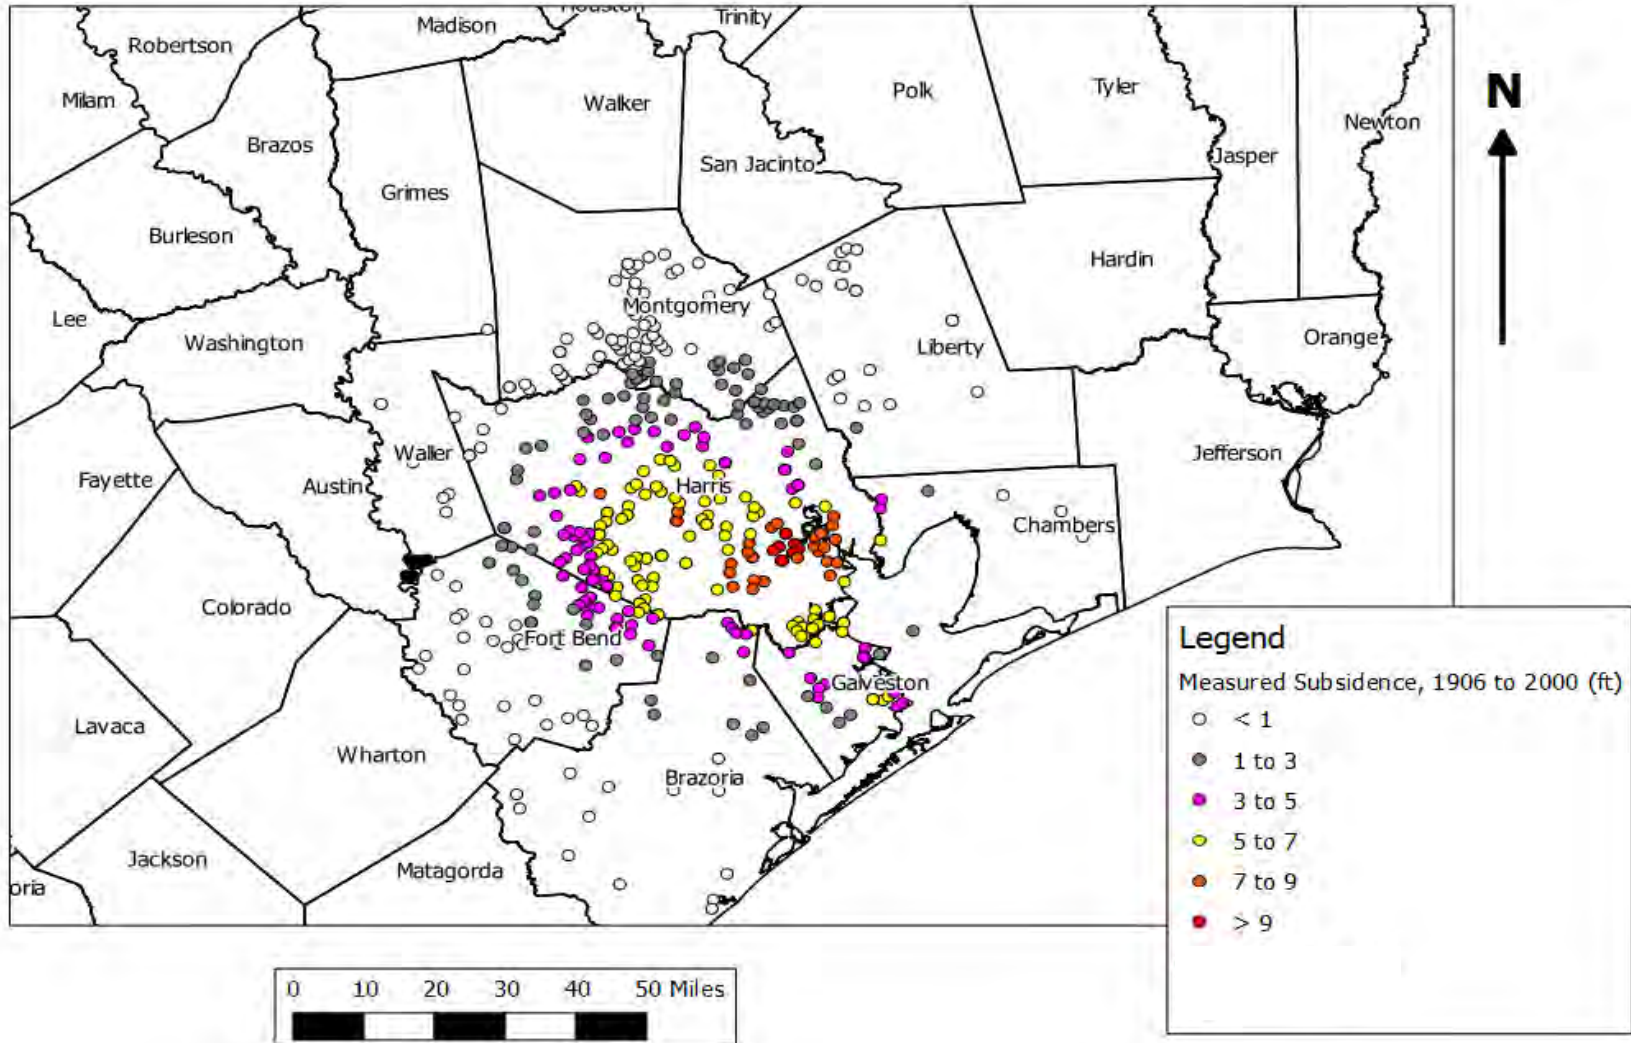 Houston
Trinity
Madison
Robertson
Milam
Walker
Polk
Tyler
N
Newton
Brazos
Jasper
San Jacinto
Grimes
Burleson
Hardin
Montgomery
Lee
Washington
Liberty
Orange
Waller
Jefferson
Fayette
Austin
Harris
Chambers
Colorado
Fort Bend
Legend
Measured Subsidence, 1906 to 2000 (ft)
< 1
1 to 3
3 to 5
5 to 7
7 to 9
> 9
Galveston
Lavaca
Wharton
Brazoria
Jackson
Matagorda
oria
0 10 20 30 40 50 Miles